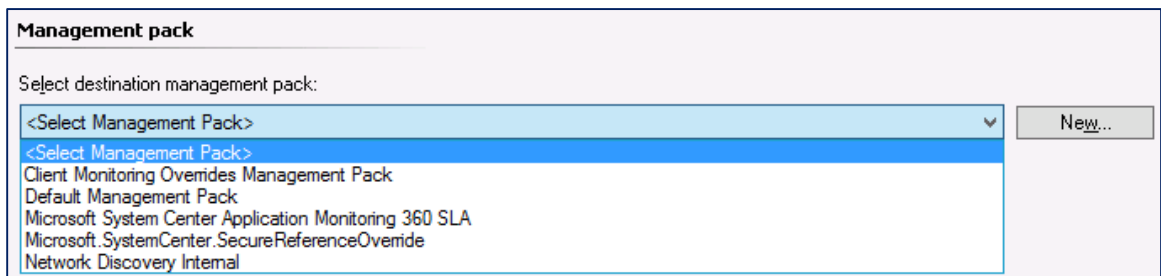 Management pack
Select destination management pack:
<Select Management Pack>
New...
<Select Management Pack>
Client Monitoring Overrides Management Pack
Default Management Pack
Microsoft System Center Application Monitoring 360 SLA
Microsoft.SystemCenter.SecureReferenceOverride
Network Discovery Internal